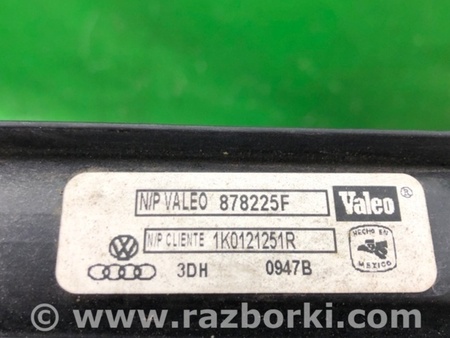 N/P VALEO 878225F
Valeo ®
N/P CLIENTE 1K0121251R
HECHO EN
MEXICO
3DH 0947B
© www.razborki.com